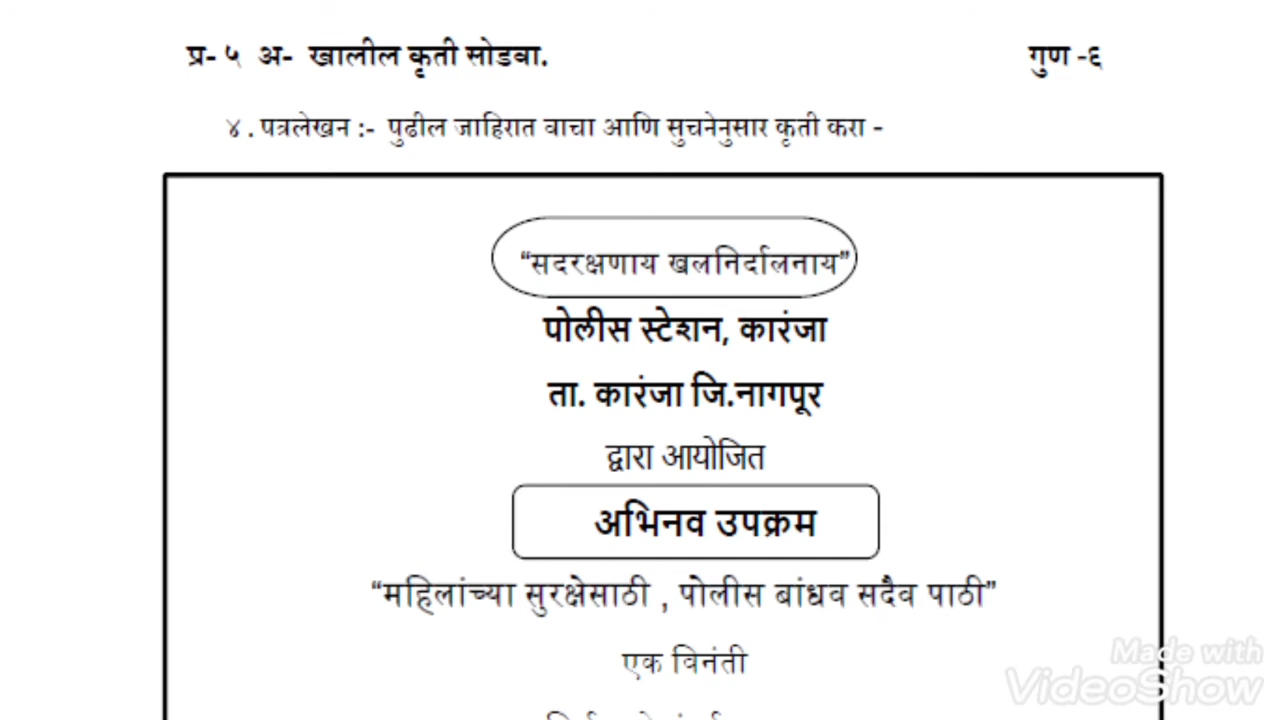 प्र- ५ अ- खालील कृती सोडवा. गुण -६
४ . पत्रलेखन :- पुढील जाहिरात वाचा आणि सुचनेनुसार कृती करा -
“सदरक्षणाय खलनिर्दालनाय”
पोलीस स्टेशन, कारंजा
ता. कारंजा जि.नागपूर
द्वारा आयोजित
अभिनव उपक्रम
“महिलांच्या सुरक्षेसाठी , पोलीस बांधव सदैव पाठी”
एक विनंती
Made with
VideoShow